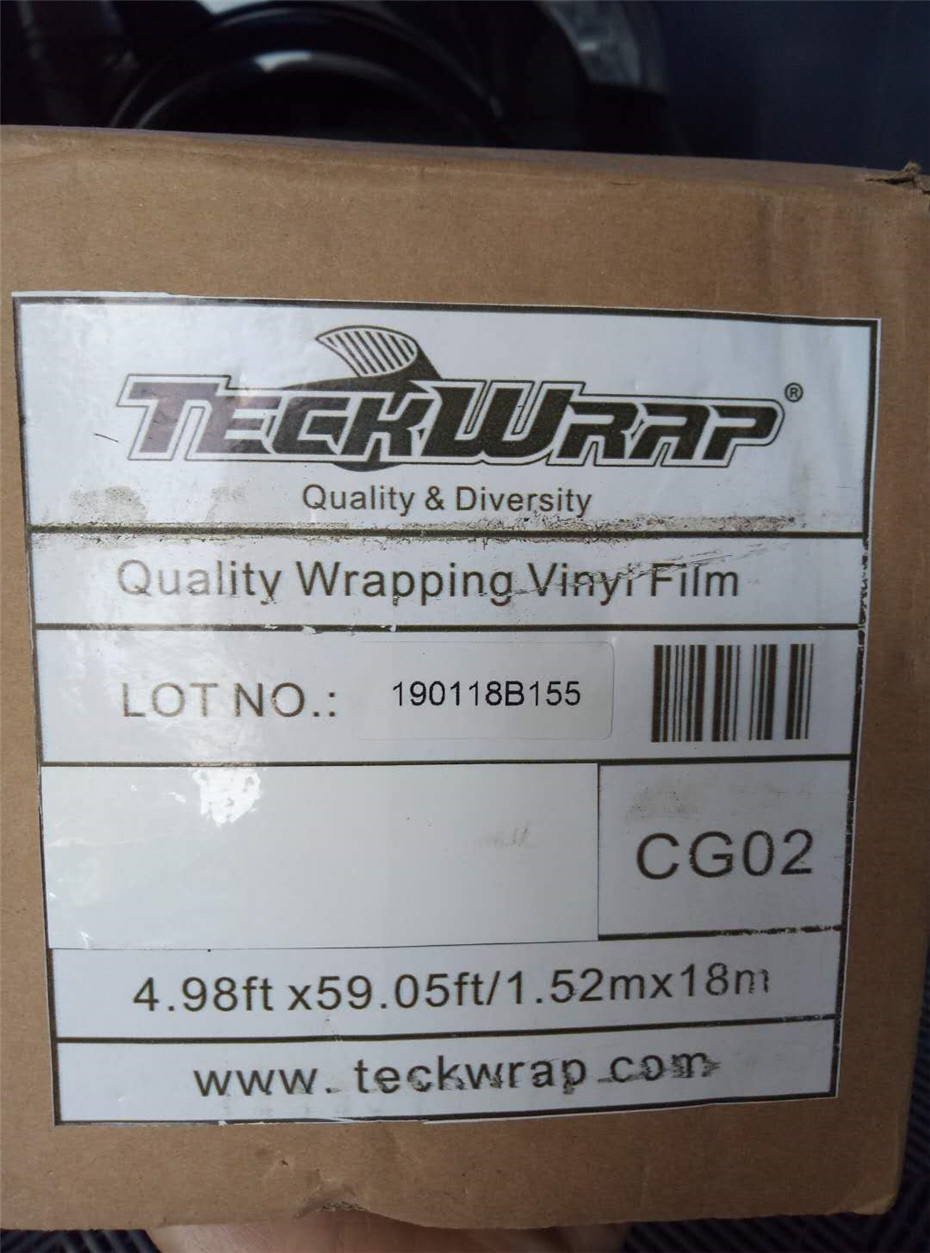 TECKWRAP®
Quality & Diversity
Quality Wrapping Vinyl Film
LOT NO.: 190118B155
CG02
4.98ft x59.05ft/1.52mx18m
www. teckwrap.com